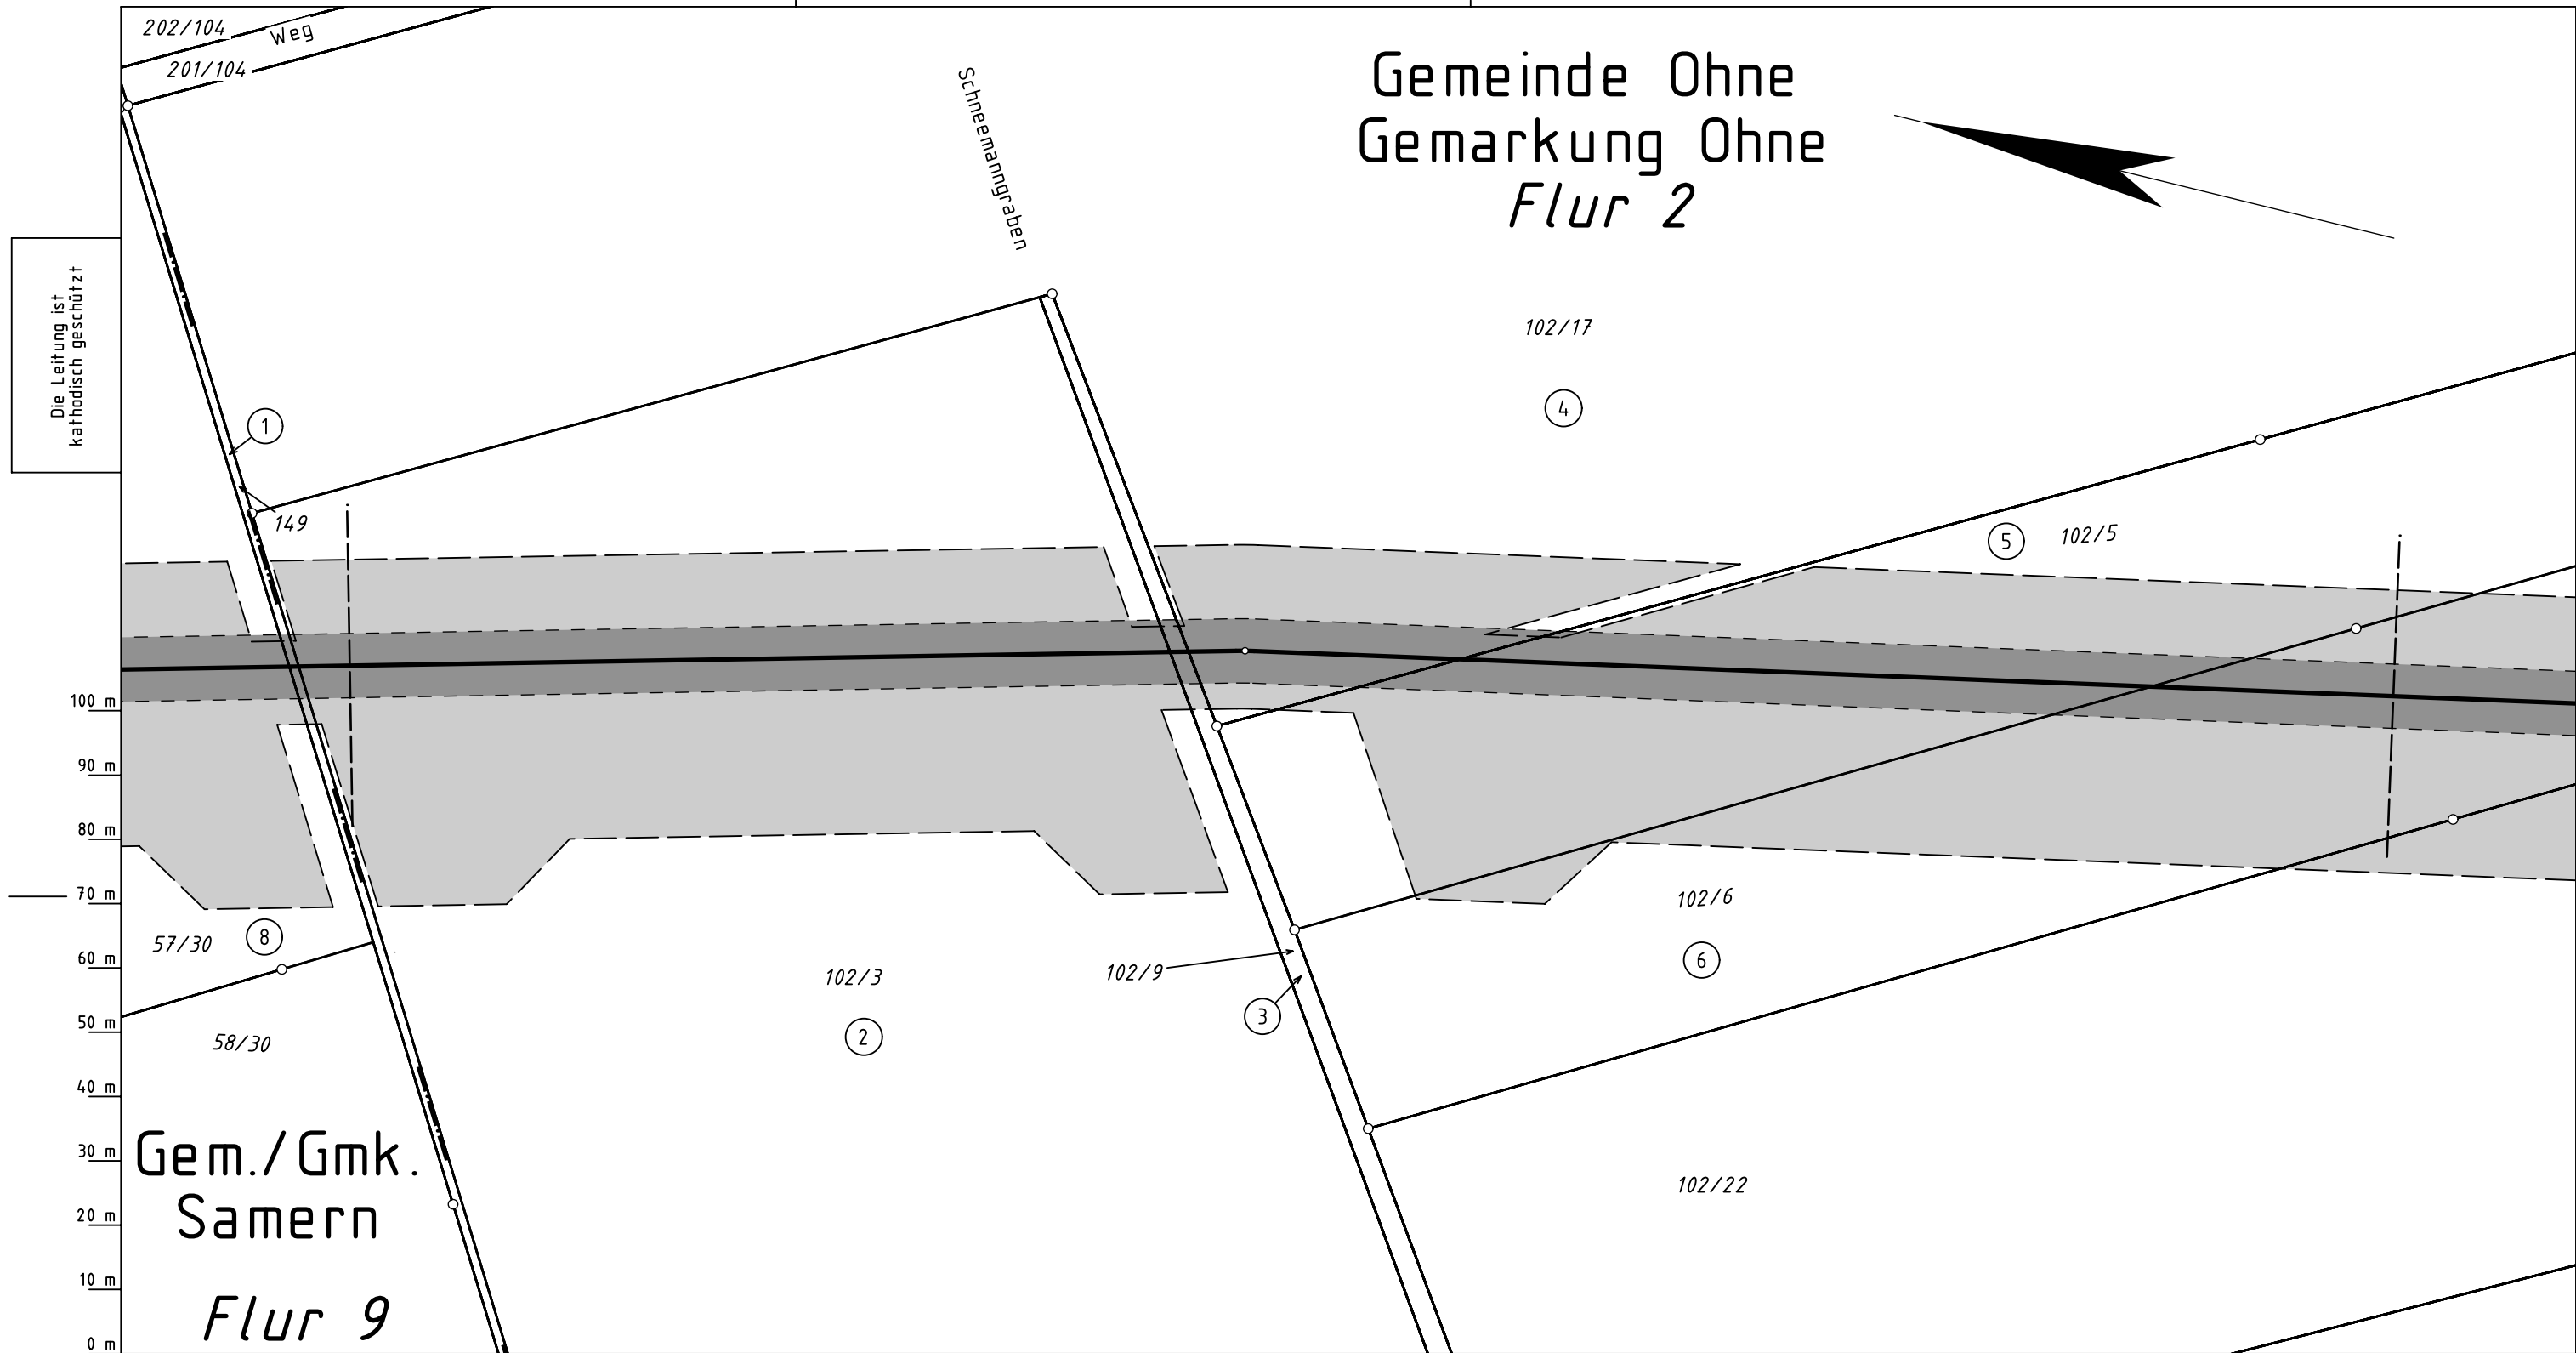 202/104
Weg
201/104
Schneemanngraben
Gemeinde Ohne
Gemarkung Ohne
Flur 2
Die Leitung ist
kathodisch geschützt
102/17
4
1
149
5
102/5
100 m
90 m
80 m
70 m
60 m
50 m
40 m
30 m
20 m
10 m
0 m
57/30
8
58/30
102/3
2
102/9
3
102/6
6
102/22
Gem./Gmk.
Samern
Flur 9